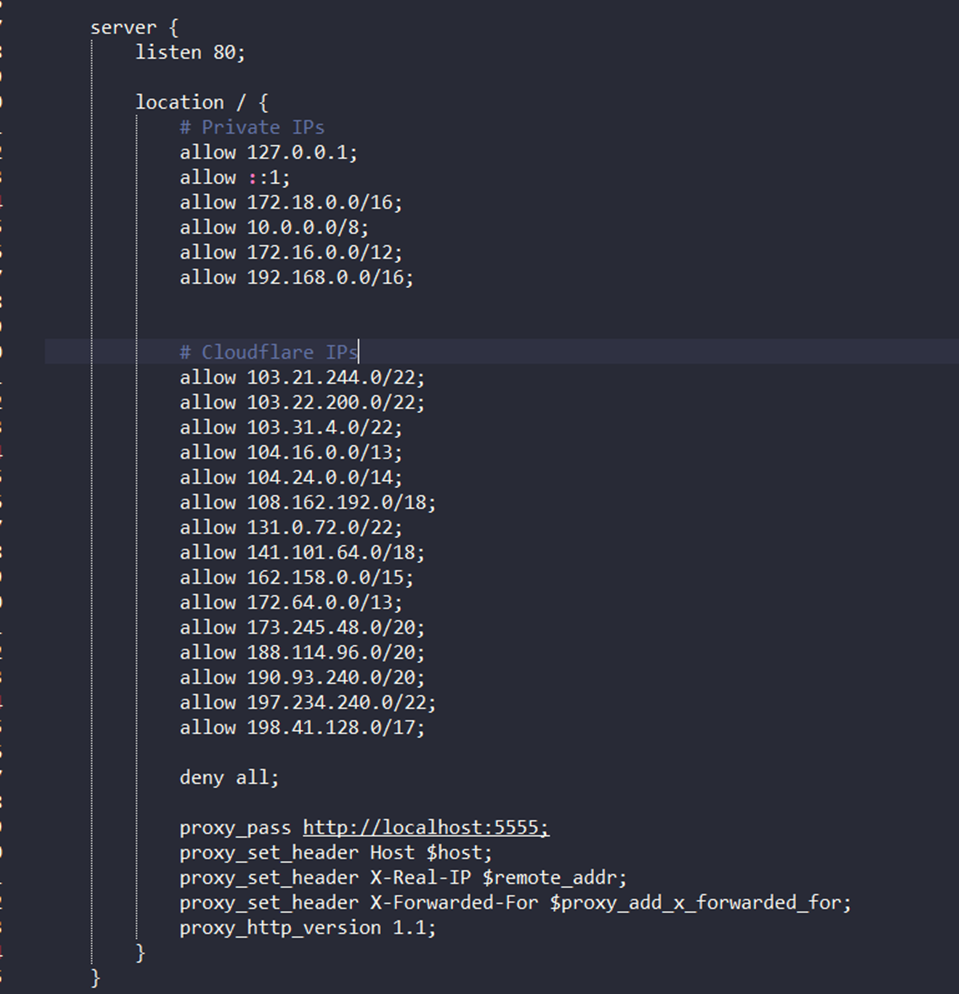 server {
listen 80;
location / {
# Private IPs
allow 127.0.0.1;
allow ::1;
allow 172.18.0.0/16;
allow 10.0.0.0/8;
allow 172.16.0.0/12;
allow 192.168.0.0/16;
# Cloudflare IPs
allow 103.21.244.0/22;
allow 103.22.200.0/22;
allow 103.31.4.0/22;
allow 104.16.0.0/13;
allow 104.24.0.0/14;
allow 108.162.192.0/18;
allow 131.0.72.0/22;
allow 141.101.64.0/18;
allow 162.158.0.0/15;
allow 172.64.0.0/13;
allow 173.245.48.0/20;
allow 188.114.96.0/20;
allow 190.93.240.0/20;
allow 197.234.240.0/22;
allow 198.41.128.0/17;
deny all;
proxy_pass http://localhost:5555;
proxy_set_header Host $host;
proxy_set_header X-Real-IP $remote_addr;
proxy_set_header X-Forwarded-For $proxy_add_x_forwarded_for;
proxy_http_version 1.1;
}
}